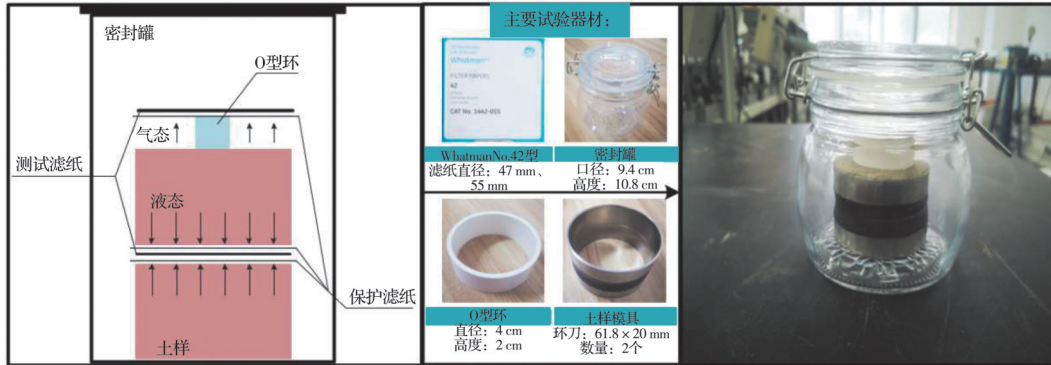 密封罐
O型环
气态
测试滤纸
液态
保护滤纸
土样
主要试验器材：
Whatman
FILTER PAPERS
42
CAT No. 1442-055
WhatmanNo.42型
滤纸直径：47 mm、
55 mm
密封罐
口径：9.4 cm
高度：10.8 cm
O型环
直径：4 cm
高度：2 cm
土样模具
环刀：61.8×20 mm
数量：2个